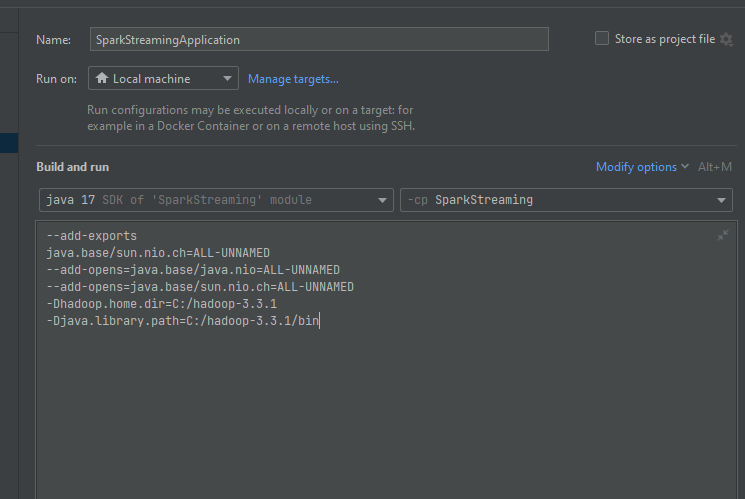 Name: SparkStreamingApplication Store as project file
Run on: Local machine Manage targets...
Run configurations may be executed locally or on a target: for
example in a Docker Container or on a remote host using SSH.
Build and run Modify options Alt+M
java 17 SDK of 'SparkStreaming' module -cp SparkStreaming
--add-exports
java.base/sun.nio.ch=ALL-UNNAMED
--add-opens=java.base/java.nio=ALL-UNNAMED
--add-opens=java.base/sun.nio.ch=ALL-UNNAMED
-Dhadoop.home.dir=C:/hadoop-3.3.1
-Djava.library.path=C:/hadoop-3.3.1/bin